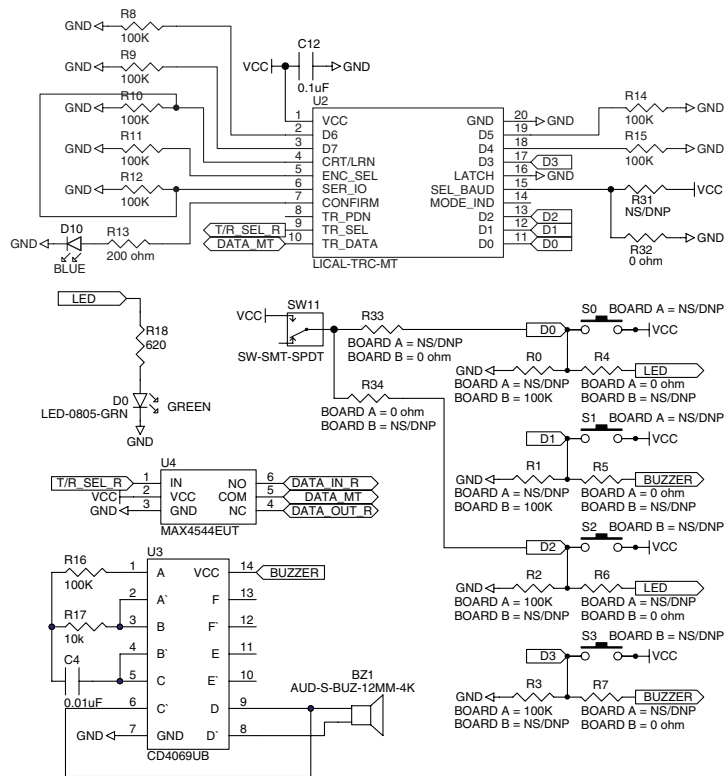 R8
GND
100K
R9
GND
100K
R10
GND
100K
R11
GND
100K
R12
GND
100K
D10
R13
GND
200 ohm
BLUE
C12
VCC
GND
0.1uF
U2
1 VCC
2 D6
3 D7
4 CRT/LRN
5 ENC_SEL
6 SER_IO
7 CONFIRM
8 TR_PDN
T/R_SEL_R 9 TR_SEL
DATA_MT 10 TR_DATA
GND 20 GND
D5 19
D4 18
D3 17 D3
LATCH 16 GND
SEL_BAUD 15
MODE_IND 14
D2 13 D2
D1 12 D1
D0 11 D0
LICAL-TRC-MT
R14
GND
100K
R15
GND
100K
R31
VCC
NS/DNP
R32
GND
0 ohm
LED
R18
620
D0
GREEN
LED-0805-GRN
GND
SW11
VCC
SW-SMT-SPDT
R33
BOARD A = NS/DNP
BOARD B = 0 ohm
R34
BOARD A = 0 ohm
BOARD B = NS/DNP
S0 BOARD A = NS/DNP
D0
VCC
R0 R4 LED
GND
BOARD A = NS/DNP BOARD A = 0 ohm
BOARD B = 100K BOARD B = NS/DNP
S1 BOARD A = NS/DNP
D1
VCC
GND R1 R5 BUZZER
BOARD A = NS/DNP BOARD A = 0 ohm
BOARD B = 100K BOARD B = NS/DNP
S2 BOARD B = NS/DNP
D2
VCC
GND R2 R6 LED
BOARD A = 100K BOARD A = NS/DNP
BOARD B = NS/DNP BOARD B = 0 ohm
S3 BOARD B = NS/DNP
D3
VCC
GND R3 R7 BUZZER
BOARD A = 100K BOARD A = NS/DNP
BOARD B = NS/DNP BOARD B = 0 ohm
U4
T/R_SEL_R 1 IN NO 6 DATA_IN_R
VCC 2 VCC COM 5 DATA_MT
GND 3 GND NC 4 DATA_OUT_R
MAX4544EUT
U3
R16
100K
R17
10k
C4
0.01uF
1 A VCC 14 BUZZER
2 A` F 13
3 B F` 12
4 B` E 11
5 C E` 10
6 C` D 9
GND 7 GND D` 8
CD4069UB
BZ1
AUD-S-BUZ-12MM-4K